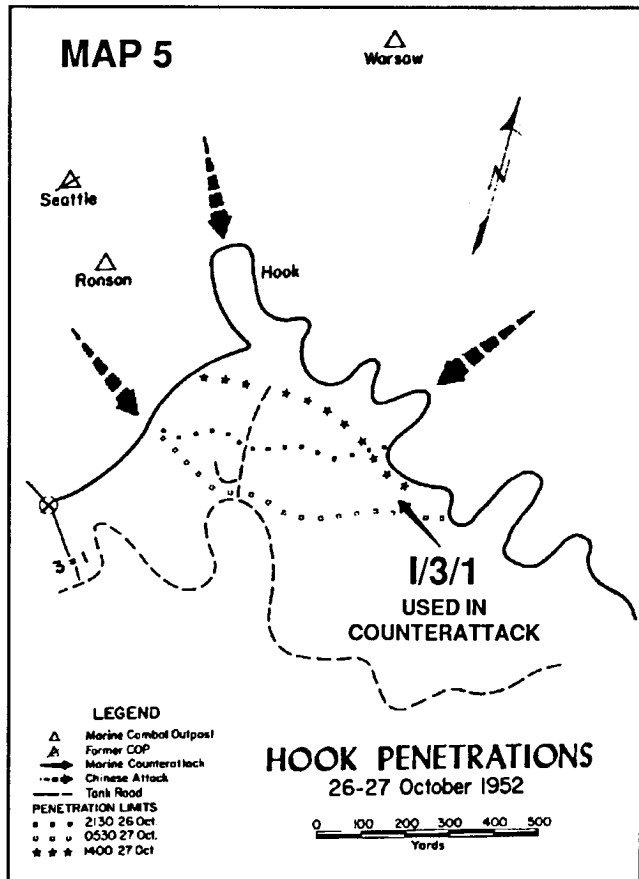 MAP 5
Warsaw
N
Seattle
Ronson
Hook
3 1
I/3/1
USED IN
COUNTERATTACK
LEGEND
Marine Combat Outpost
Former COP
Marine Counterattack
Chinese Attack
Tank Road
PENETRATION LIMITS
2130 26 Oct.
0530 27 Oct.
1400 27 Oct
HOOK PENETRATIONS
26-27 October 1952
0 100 200 300 400 500
Yards